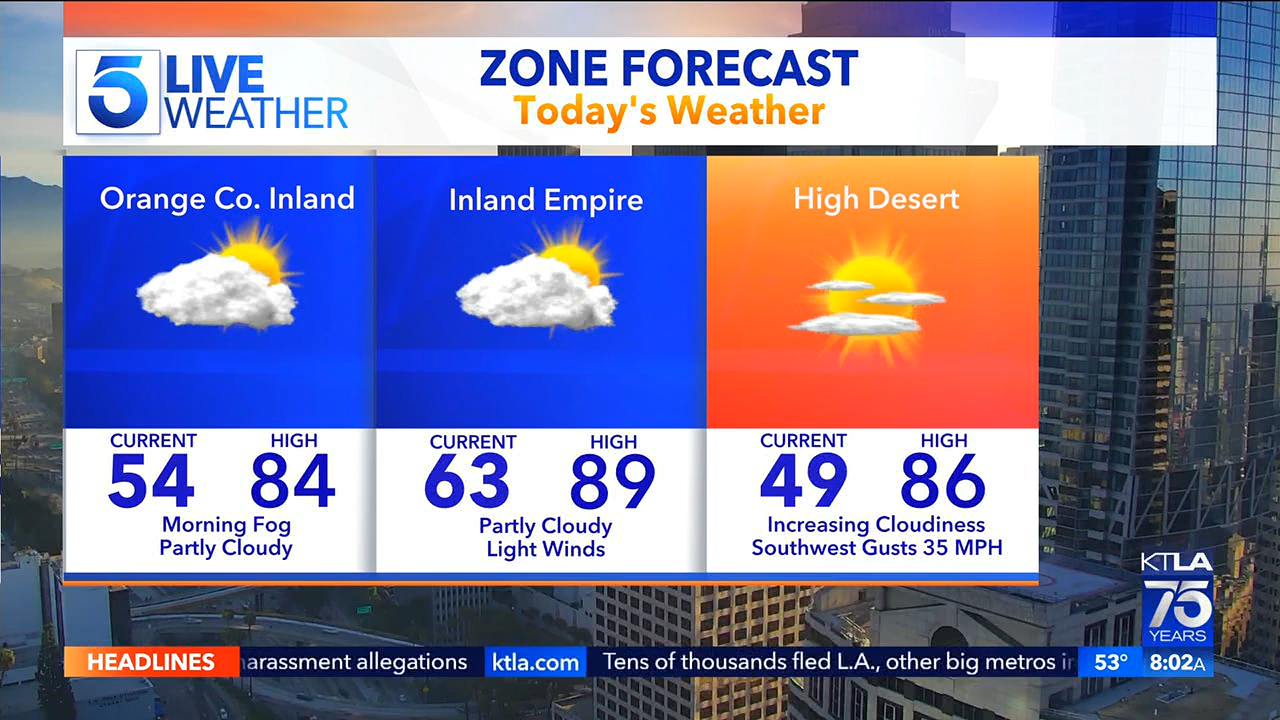 5 LIVE
WEATHER
ZONE FORECAST
Today's Weather
Orange Co. Inland
CURRENT HIGH
54 84
Morning Fog
Partly Cloudy
Inland Empire
CURRENT HIGH
63 89
Partly Cloudy
Light Winds
High Desert
CURRENT HIGH
49 86
Increasing Cloudiness
Southwest Gusts 35 MPH
KTLA
75
YEARS
HEADLINES arassment allegations ktla.com Tens of thousands fled L.A., other big metros in 53° 8:02A